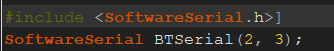 #include <SoftwareSerial.h>]
SoftwareSerial BTSerial(2, 3);